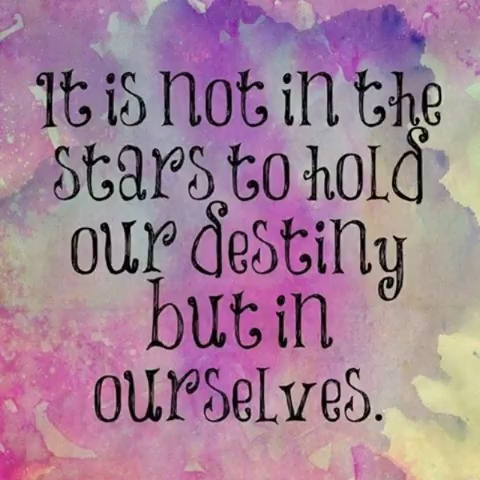 It is not in the
stars to hold
our destiny
but in
ourselves.